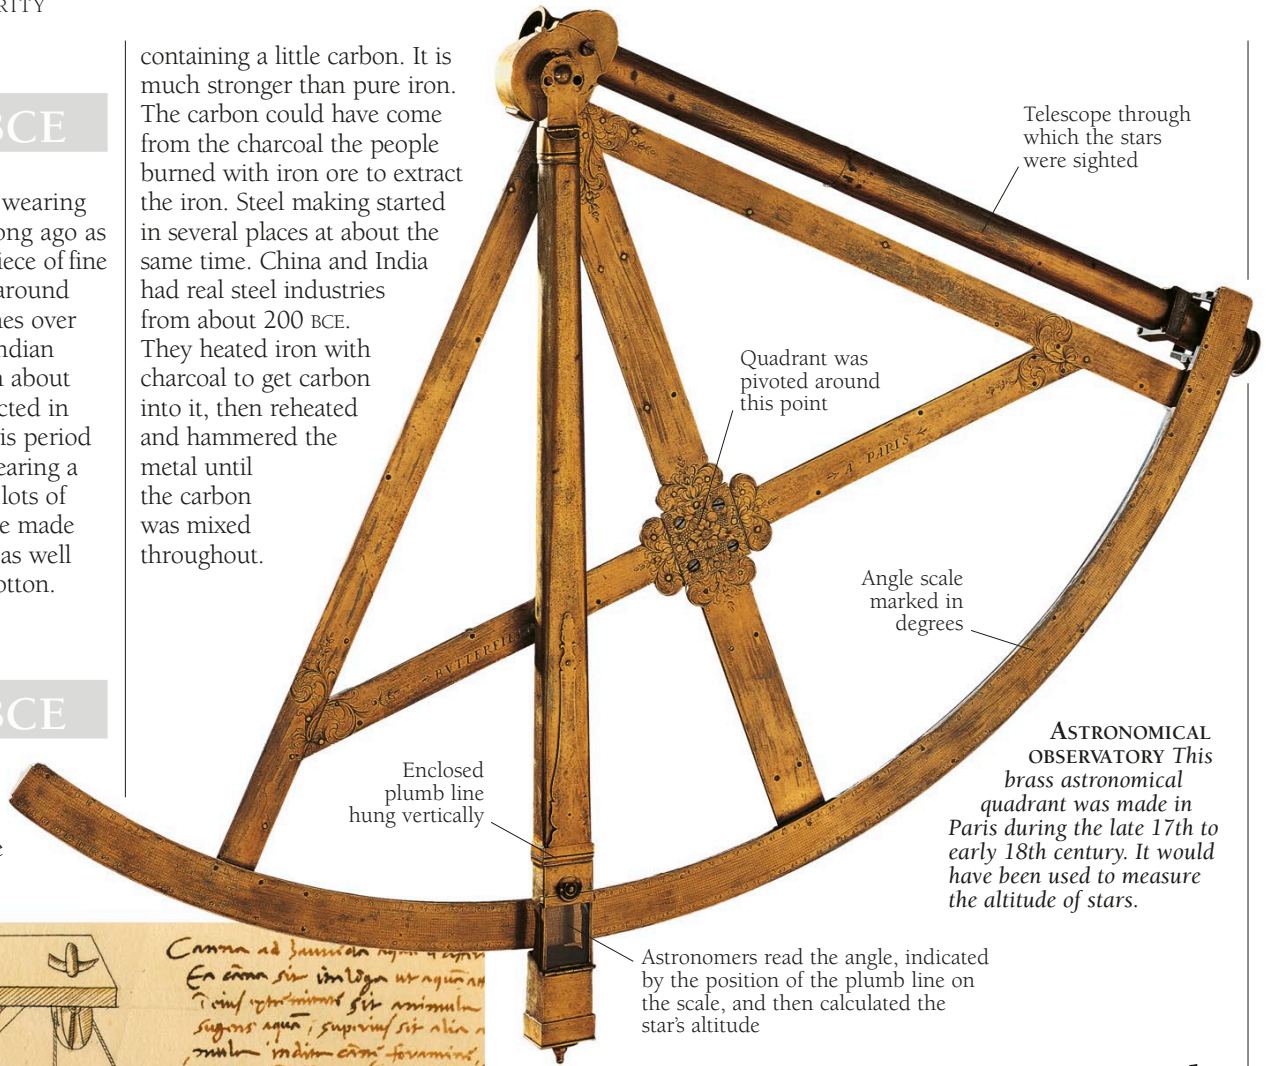 RITY
BCE
wearing
ong ago as
iece of fine
around
nes over
ndian
n about
cted in
is period
earing a
lots of
e made
as well
otton.
BCE
e
containing a little carbon. It is
much stronger than pure iron.
The carbon could have come
from the charcoal the people
burned with iron ore to extract
the iron. Steel making started
in several places at about the
same time. China and India
had real steel industries
from about 200 BCE.
They heated iron with
charcoal to get carbon
into it, then reheated
and hammered the
metal until
the carbon
was mixed
throughout.
Telescope through
which the stars
were sighted
Quadrant was
pivoted around
this point
A PARIS
BUTTERFIEL
Angle scale
marked in
degrees
Enclosed
plumb line
hung vertically
ASTRONOMICAL
OBSERVATORY This
brass astronomical
quadrant was made in
Paris during the late 17th to
early 18th century. It would
have been used to measure
the altitude of stars.
Astronomers read the angle, indicated
by the position of the plumb line on
the scale, and then calculated the
star's altitude